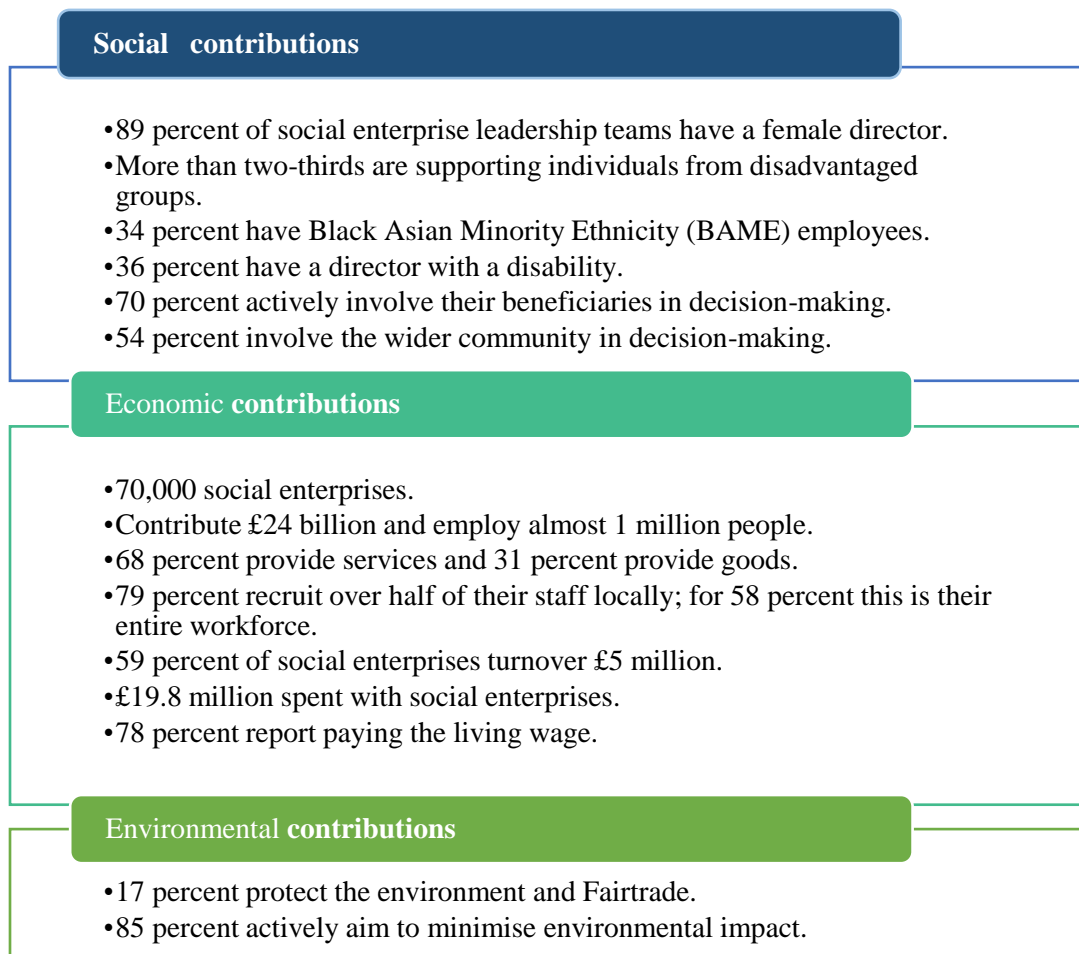 Social contributions
•89 percent of social enterprise leadership teams have a female director.
•More than two-thirds are supporting individuals from disadvantaged
groups.
•34 percent have Black Asian Minority Ethnicity (BAME) employees.
•36 percent have a director with a disability.
•70 percent actively involve their beneficiaries in decision-making.
•54 percent involve the wider community in decision-making.
Economic contributions
•70,000 social enterprises.
•Contribute £24 billion and employ almost 1 million people.
•68 percent provide services and 31 percent provide goods.
•79 percent recruit over half of their staff locally; for 58 percent this is their
entire workforce.
•59 percent of social enterprises turnover £5 million.
•£19.8 million spent with social enterprises.
•78 percent report paying the living wage.
Environmental contributions
•17 percent protect the environment and Fairtrade.
•85 percent actively aim to minimise environmental impact.